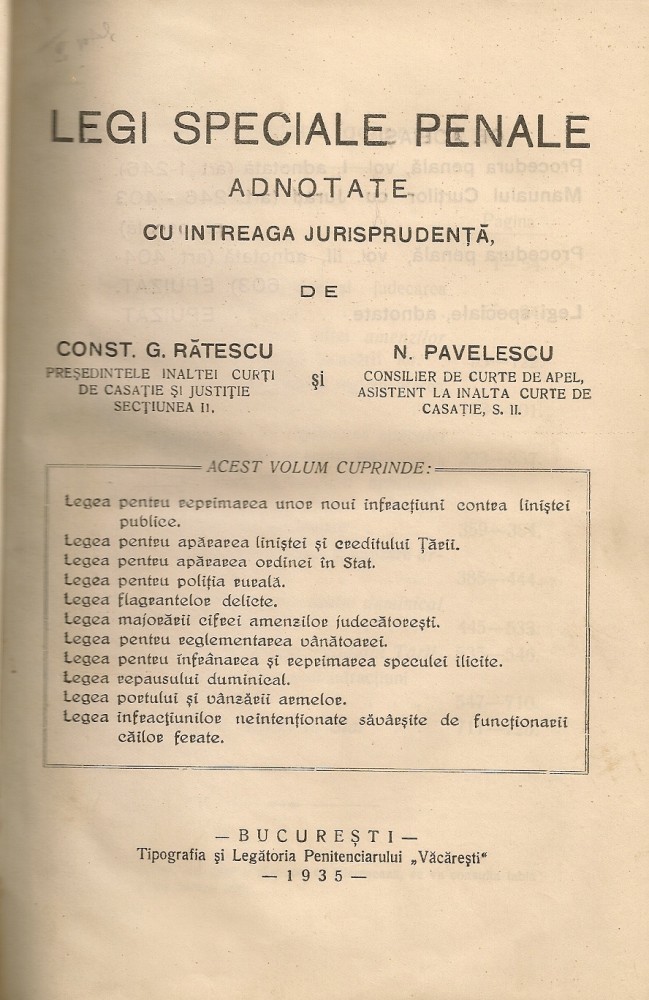 LEGI SPECIALE PENALE
ADNOTATE
CU INTREAGA JURISPRUDENȚĂ,
DE
CONST. G. RĂTESCU
PREȘEDINTELE INALTEI CURȚI
DE CASAȚIE ȘI JUSTIȚIE
SECȚIUNEA II.
și
N. PAVELESCU
CONSILIER DE CURTE DE APEL,
ASISTENT LA INALTA CURTE DE
CASAȚIE, S. II.
ACEST VOLUM CUPRINDE:
Legea pentru reprimarea unor noui infracțiuni contra liniștei
publice.
Legea pentru apărarea liniștei și creditului Țării.
Legea pentru apărarea ordinei în Stat.
Legea pentru poliția rurală.
Legea flagrantelor delicte.
Legea majorării cifrei amenzilor judecătorești.
Legea pentru reglementarea vânătoarei.
Legea pentru înfrânarea și reprimarea speculei ilicite.
Legea repausului duminical.
Legea portului și vânzării armelor.
Legea infracțiunilor neintenționate săvârșite de funcționarii
căilor ferate.
— BUCUREȘTI —
Tipografia și Legătoria Penitenciarului „Văcărești“
— 1935 —